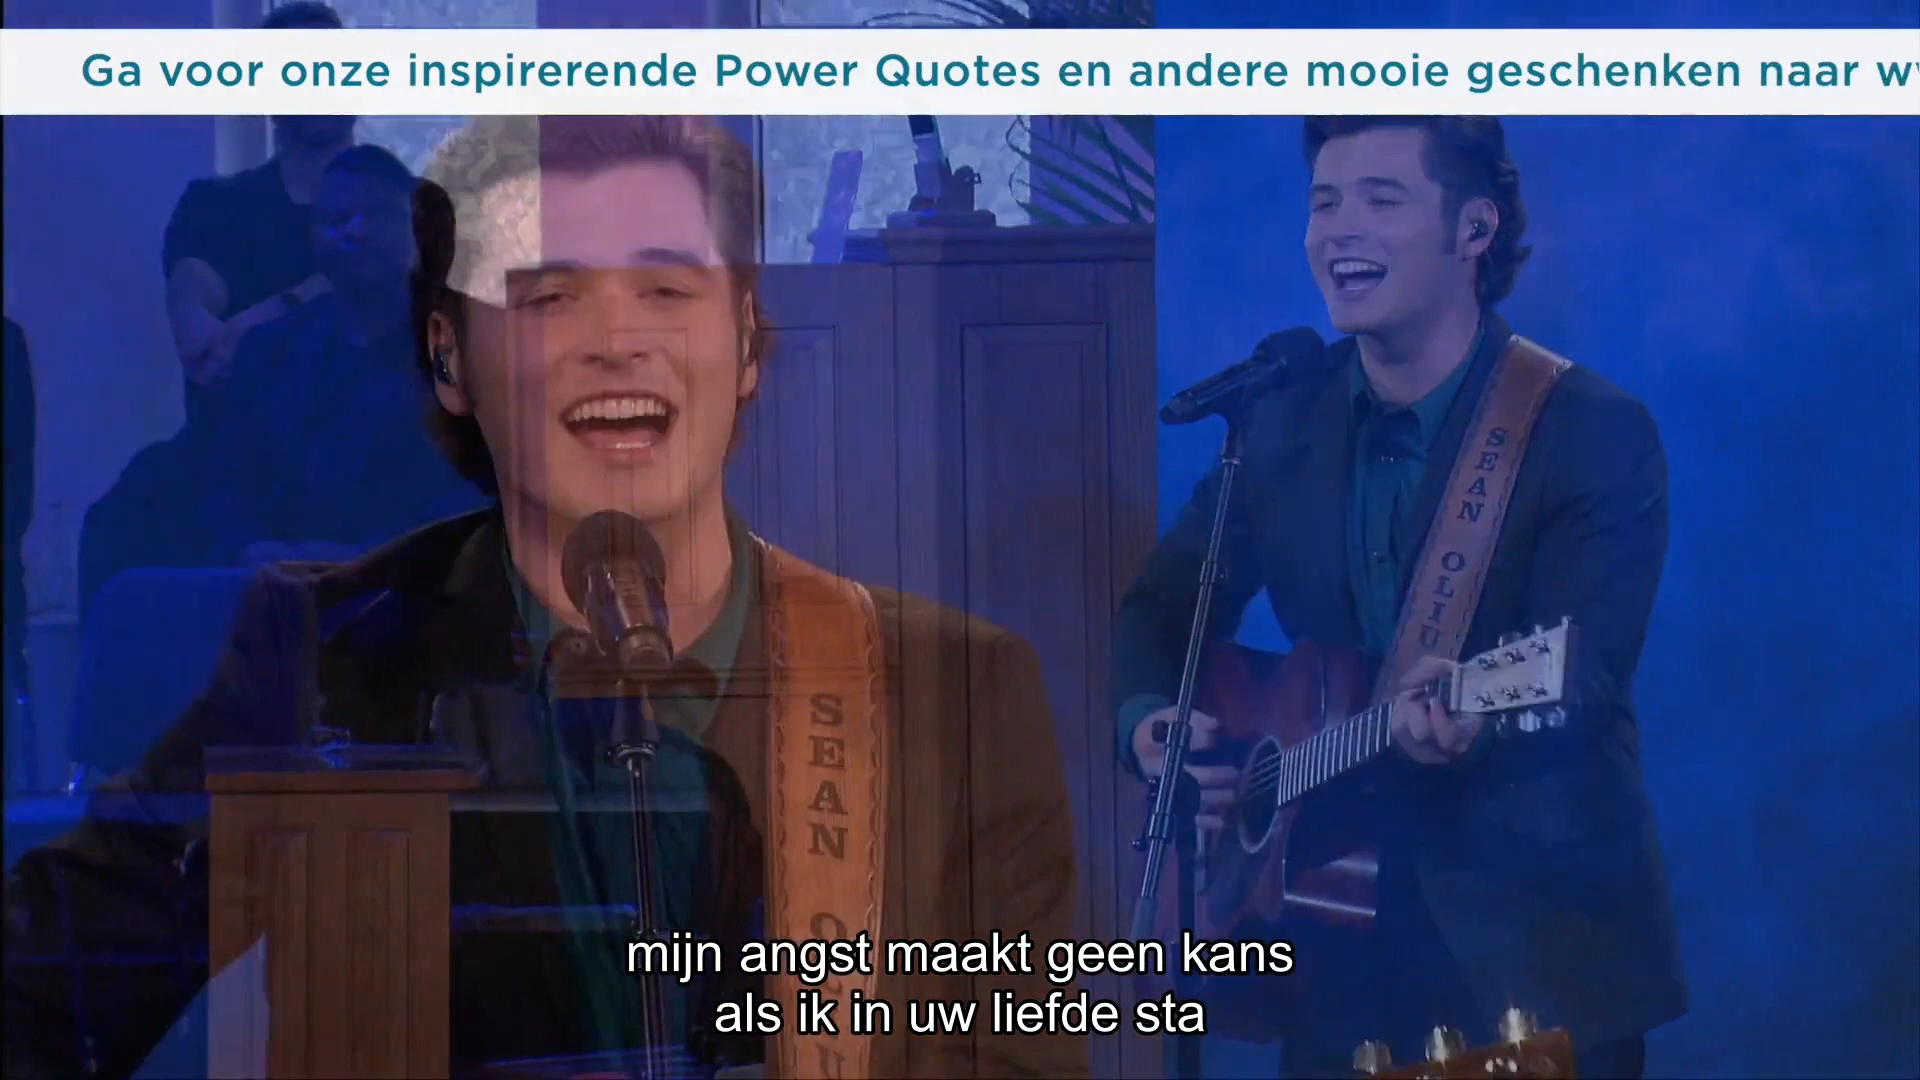 Ga voor onze inspirerende Power Quotes en andere mooie geschenken naar
SEAN OLIU
SEAN OLIU
mijn angst maakt geen kans
als ik in uw liefde sta